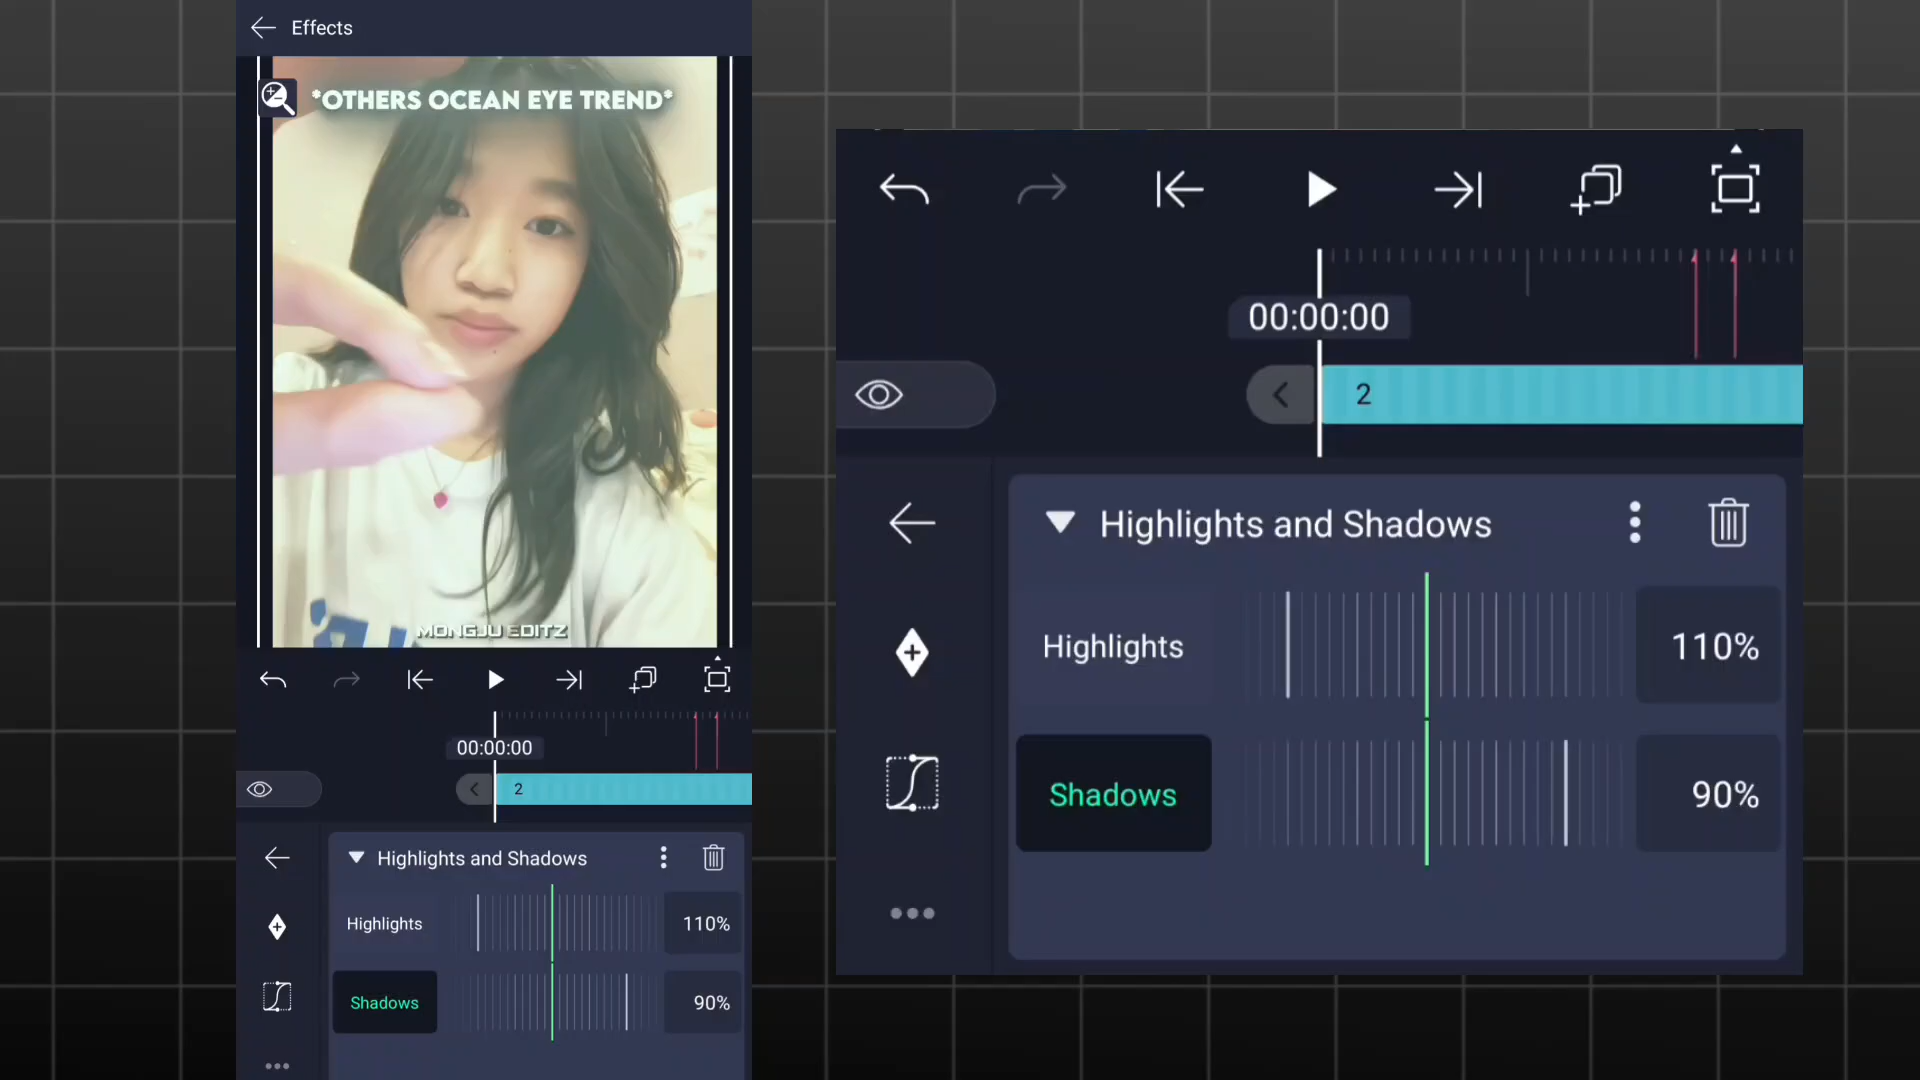 Effects
*OTHERS OCEAN EYE TREND*
MONGJU EDITZ
00:00:00
2
Highlights and Shadows
Highlights 110%
Shadows 90%
00:00:00
2
Highlights and Shadows
Highlights 110%
Shadows 90%